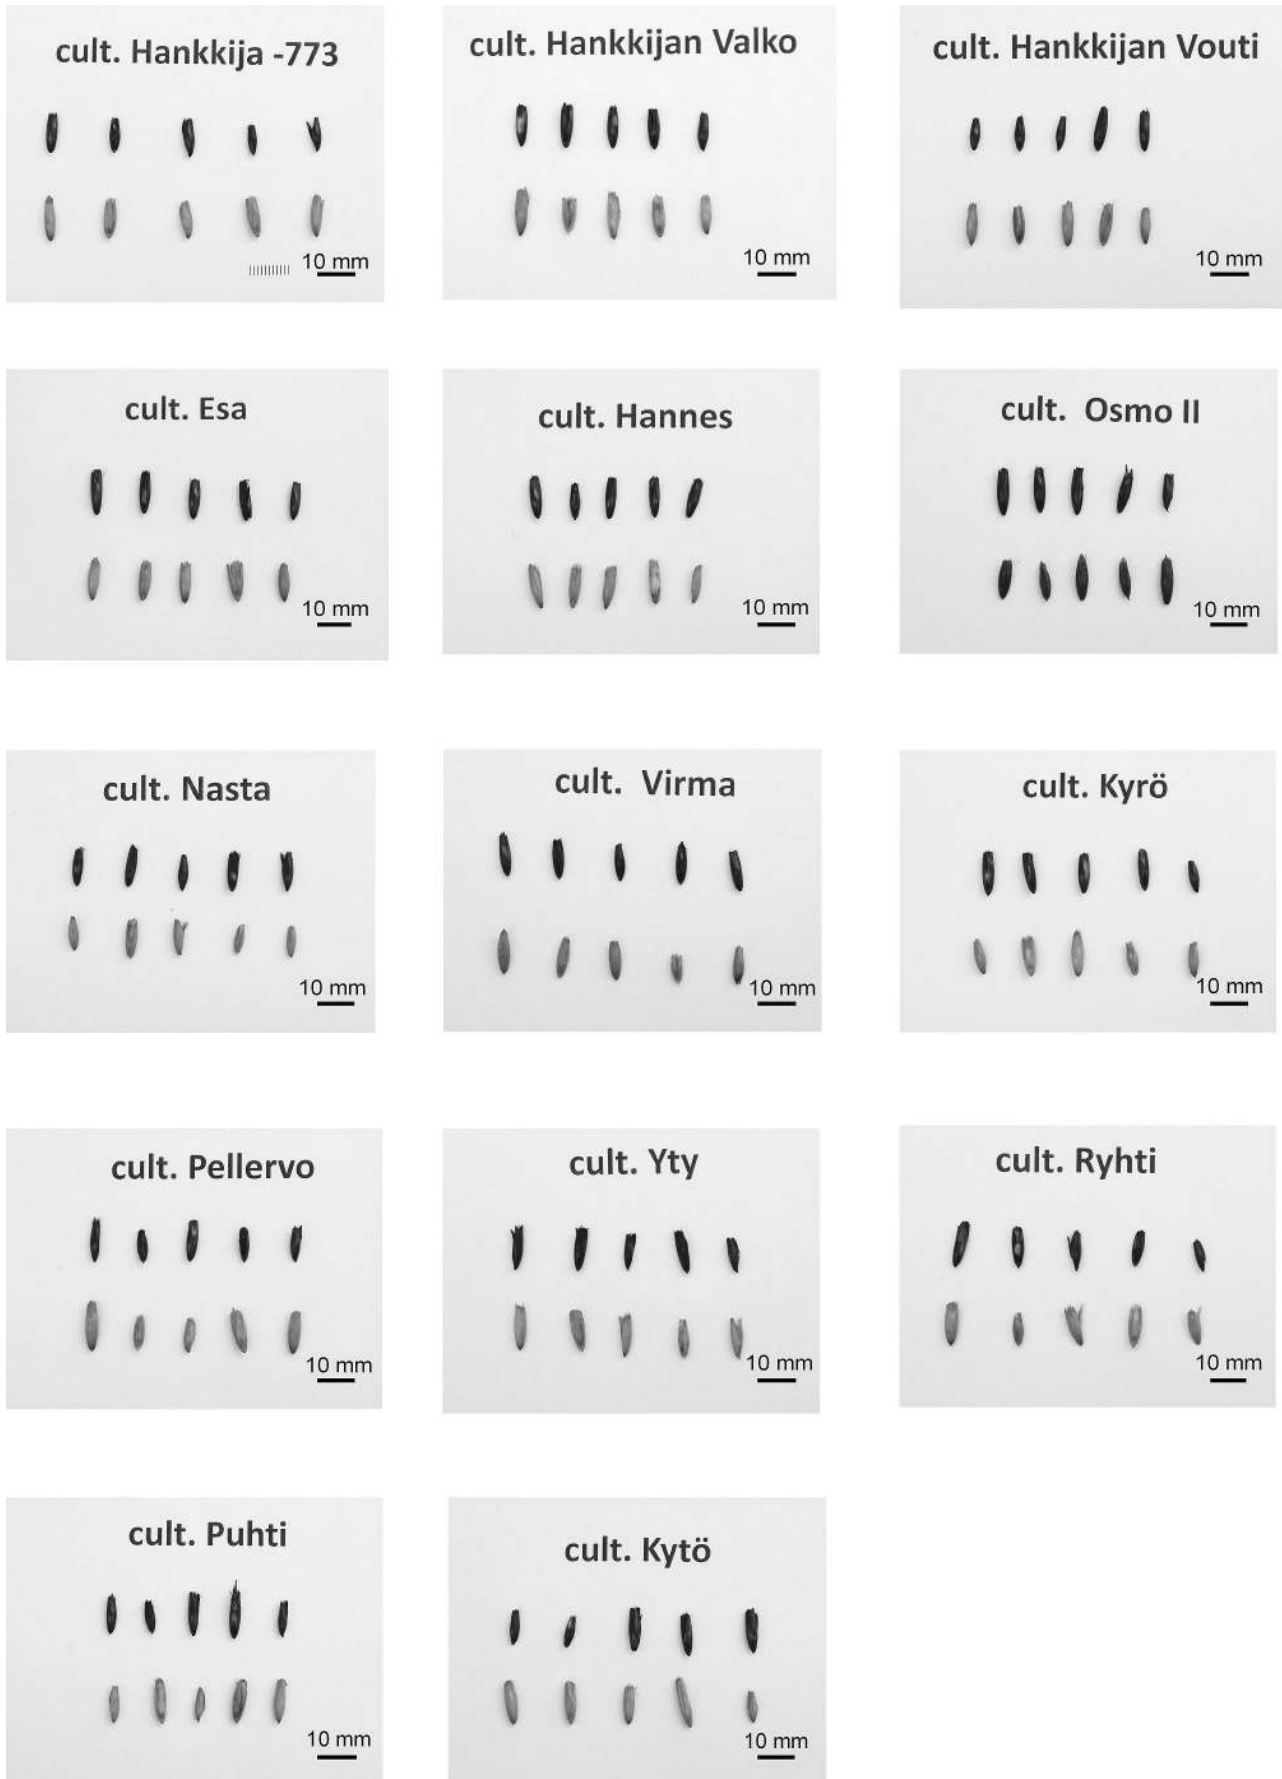 cult. Hankkija -773
10 mm
cult. Hankkijan Valko
10 mm
cult. Hankkijan Vouti
10 mm
cult. Esa
10 mm
cult. Hannes
10 mm
cult. Osmo II
10 mm
cult. Nasta
10 mm
cult. Virma
10 mm
cult. Kyrö
10 mm
cult. Pellervo
10 mm
cult. Yty
10 mm
cult. Ryhti
10 mm
cult. Puhti
10 mm
cult. Kytö
10 mm